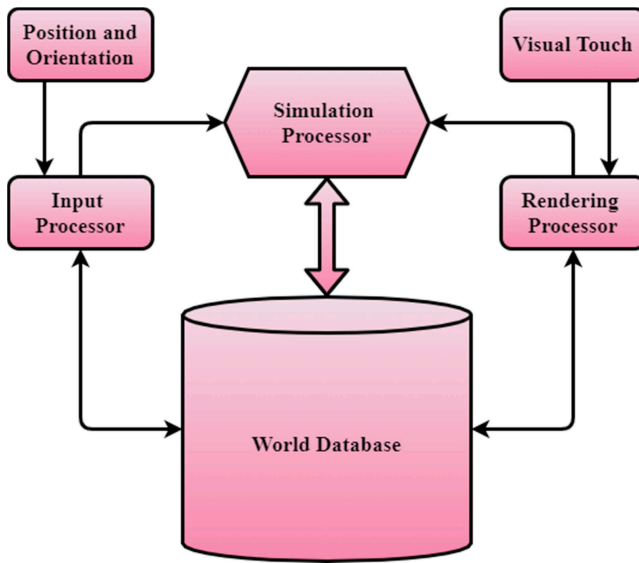 Position and
Orientation
Visual Touch
Simulation
Processor
Input
Processor
Rendering
Processor
World Database